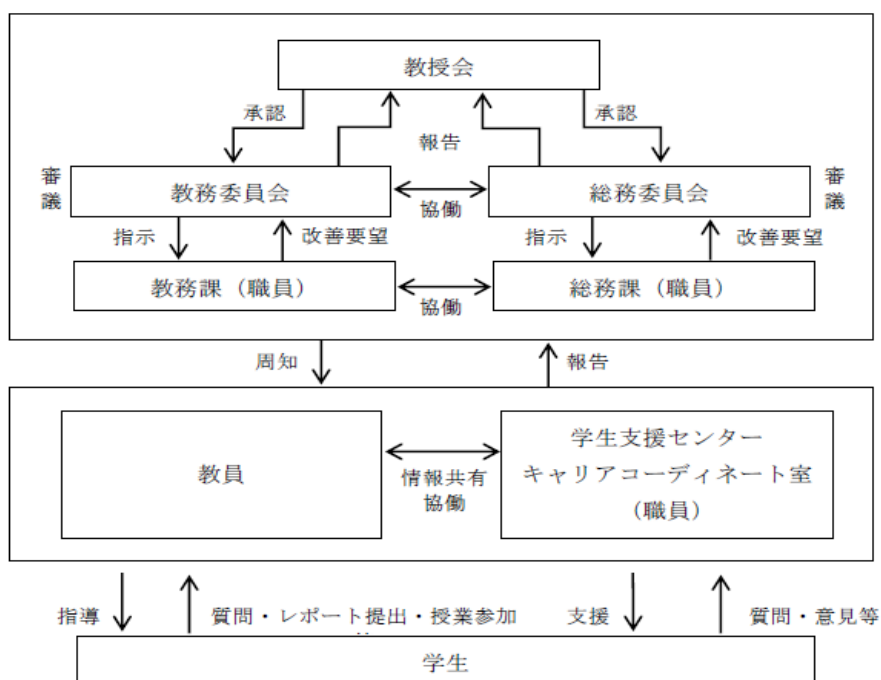 教授会
承認
承認
報告
審議
教務委員会
協働
総務委員会
審議
指示
改善要望
指示
改善要望
教務課（職員）
協働
総務課（職員）
周知
報告
教員
情報共有
協働
学生支援センター
キャリアコーディネート室
（職員）
指導
質問・レポート提出・授業参加
支援
質問・意見等
学生